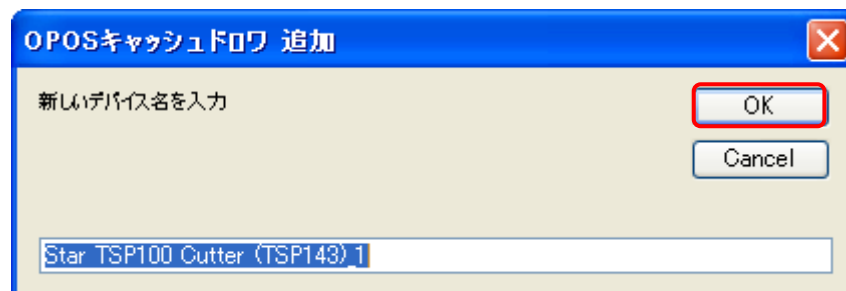 OPOSキャッシュドロワ 追加
新しいデバイス名を入力
OK
Cancel
Star TSP100 Cutter (TSP143)_1